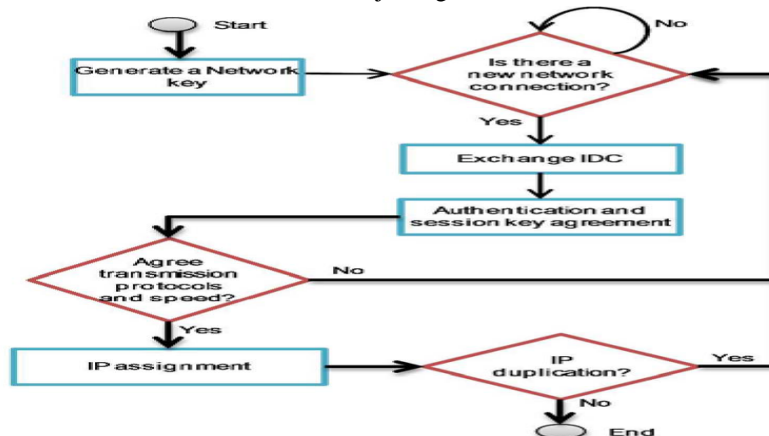 Start
No
Generate a Network
key
Is there a
new network
connection?
Yes
Exchange IDC
Authentication and
session key agreement
Agree
transmission
protocols
and speed?
No
Yes
IP assignment
IP
duplication?
Yes
No
End